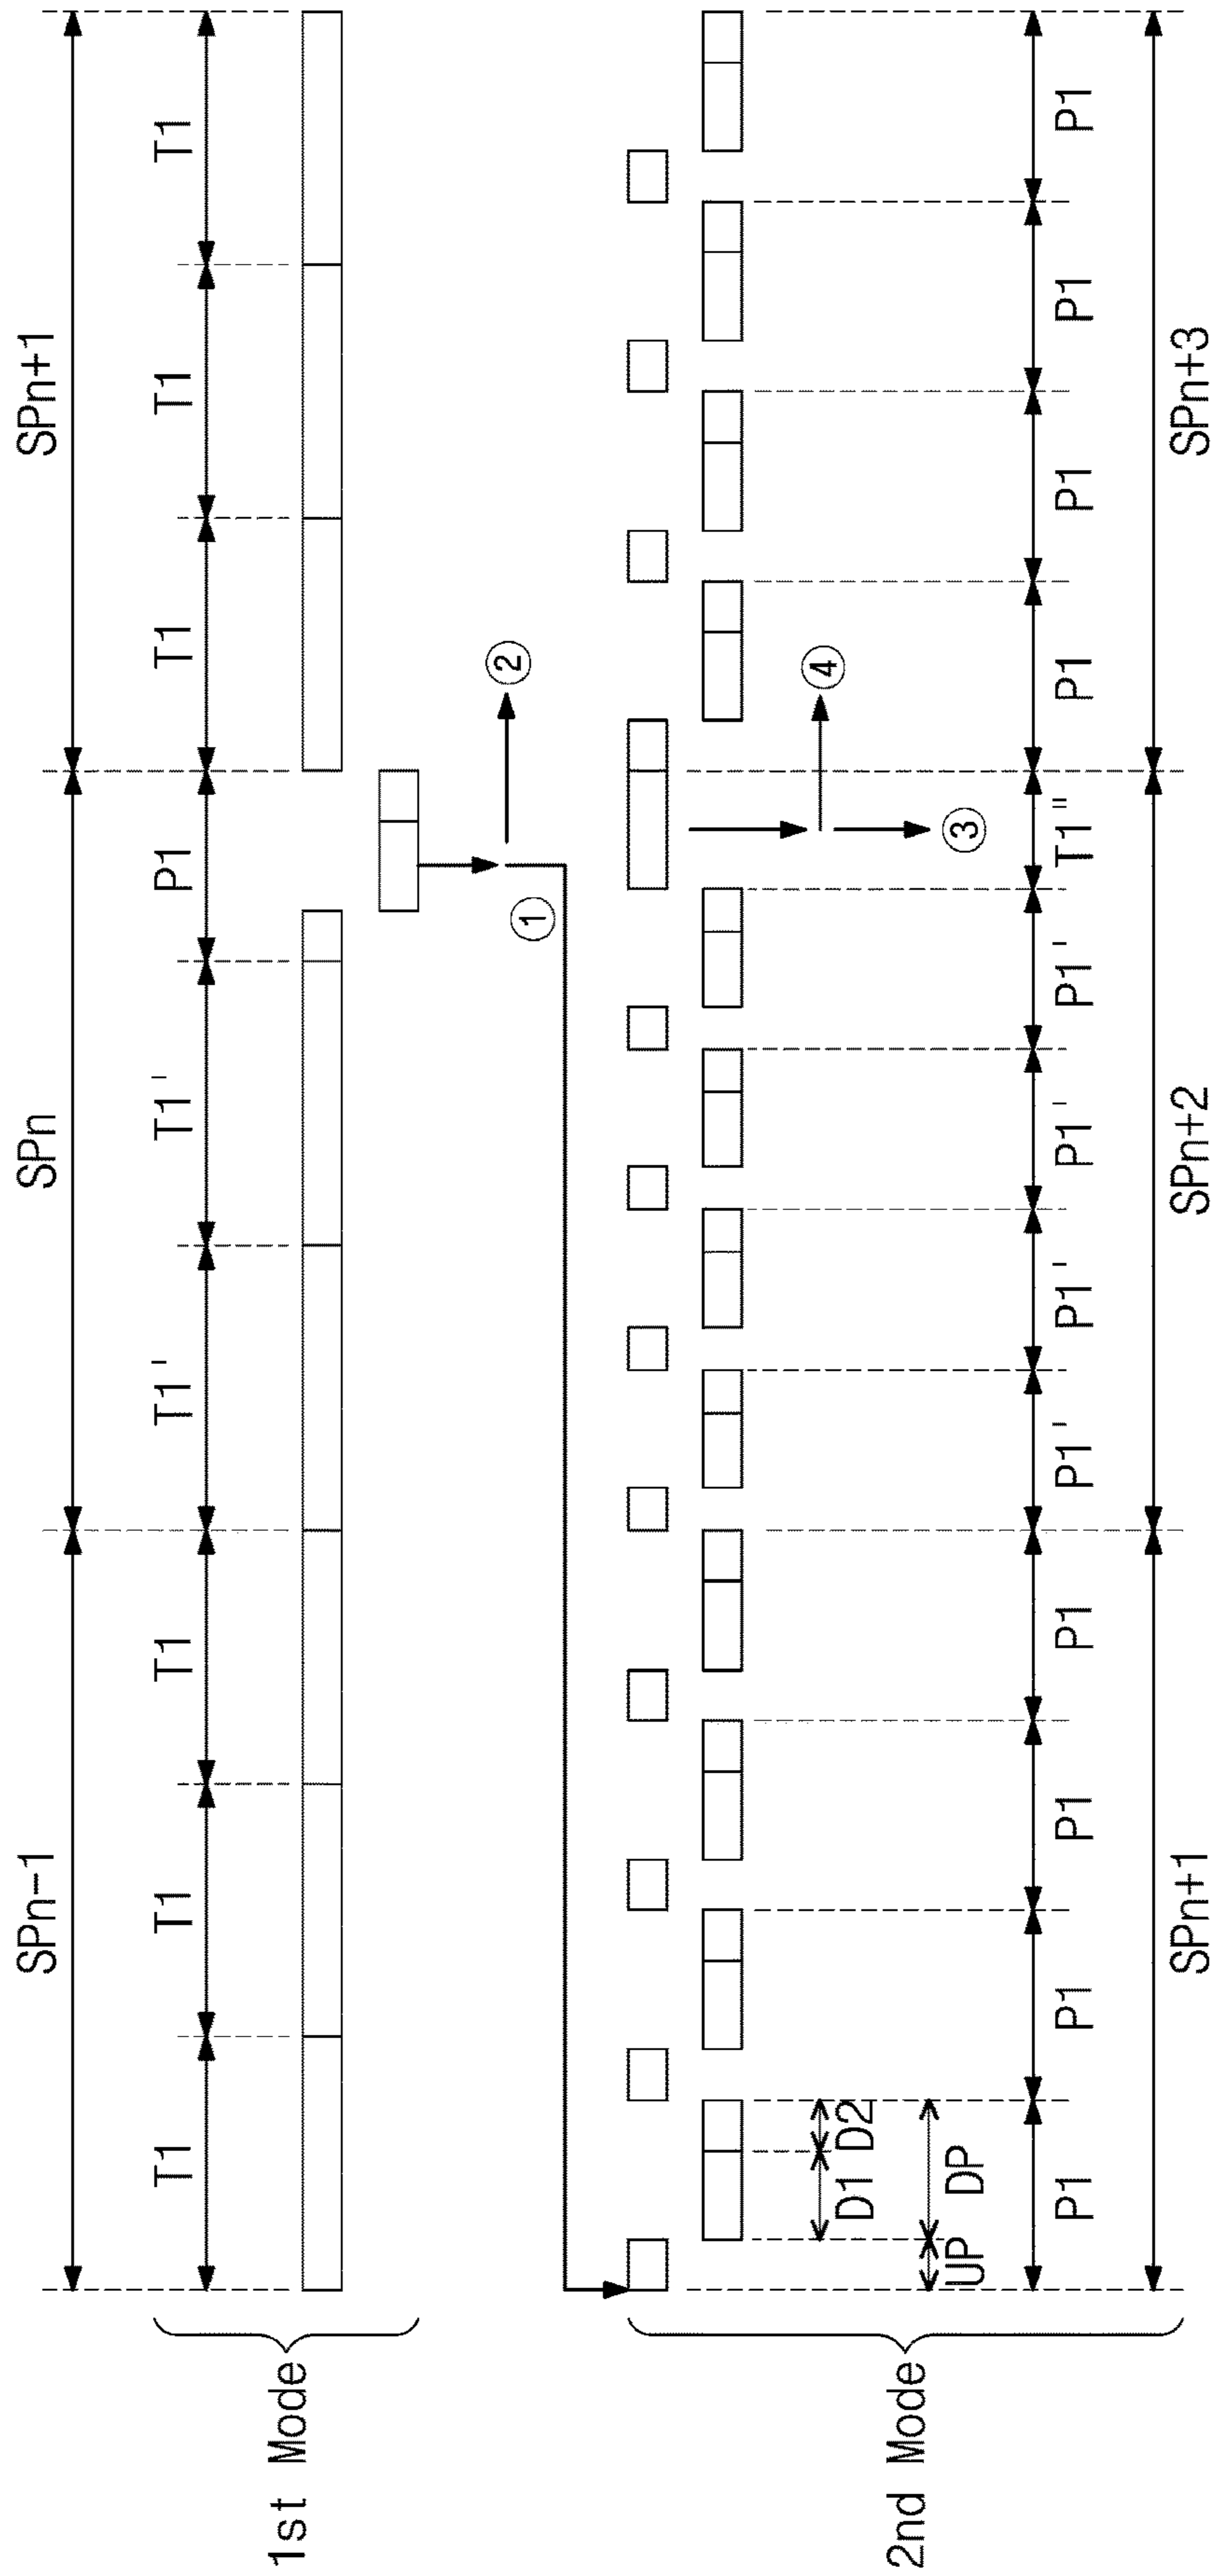 SPn-1 SPn SPn+1
T1 T1 T1 T1' T1' P1 T1 T1 T1
1st Mode
① ②
2nd Mode
D1 D2 ③ ④
UP DP
P1 P1 P1 P1 P1' P1' P1' P1' T1" P1 P1 P1 P1
SPn+1 SPn+2 SPn+3